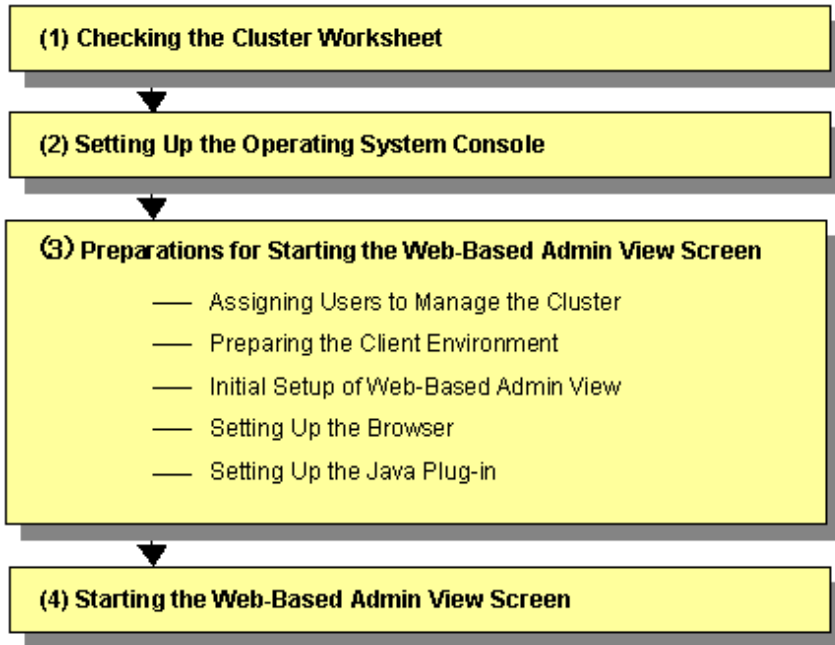 (1) Checking the Cluster Worksheet
(2) Setting Up the Operating System Console
(3) Preparations for Starting the Web-Based Admin View Screen
— Assigning Users to Manage the Cluster
— Preparing the Client Environment
— Initial Setup of Web-Based Admin View
— Setting Up the Browser
— Setting Up the Java Plug-in
(4) Starting the Web-Based Admin View Screen